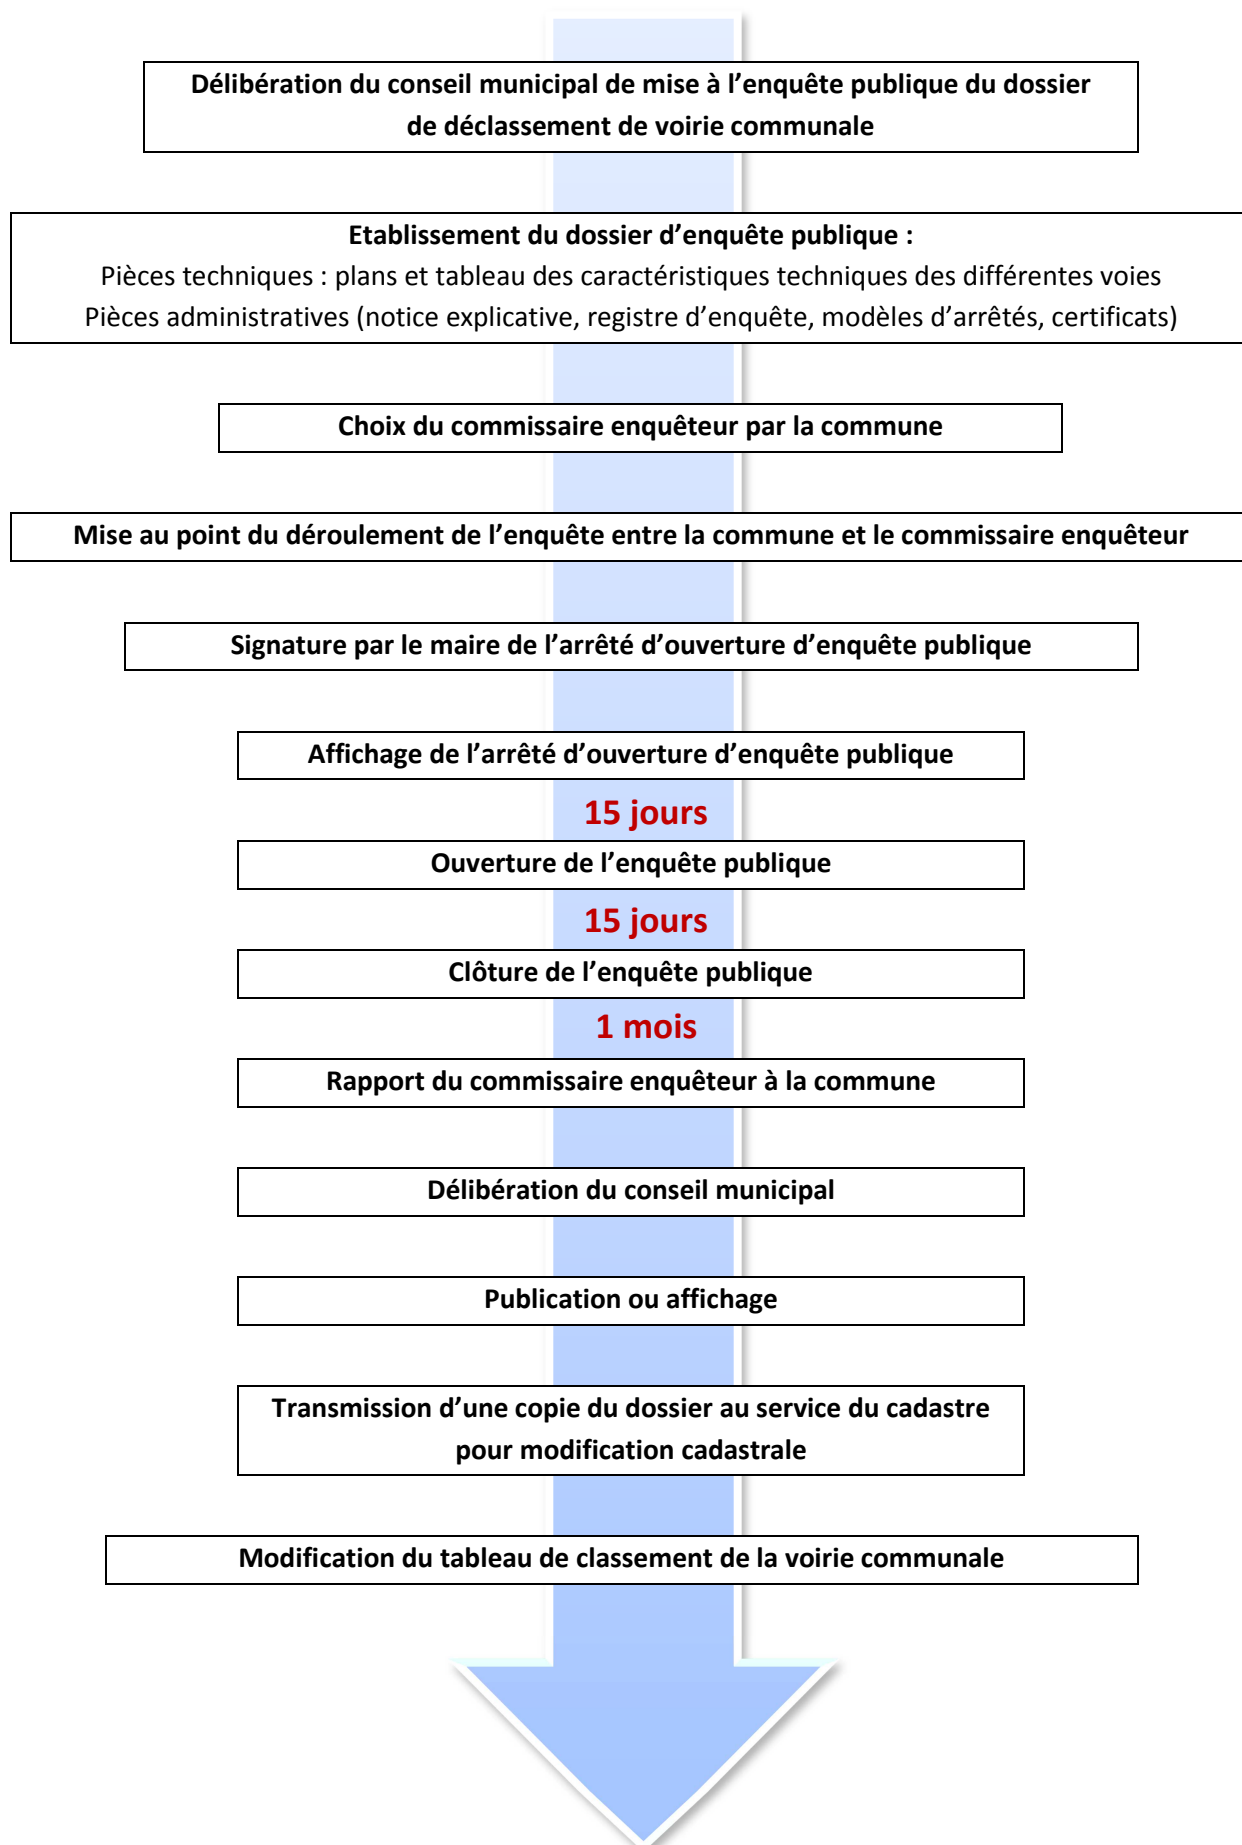 Délibération du conseil municipal de mise à l’enquête publique du dossier
de déclassement de voirie communale
Etablissement du dossier d’enquête publique :
Pièces techniques : plans et tableau des caractéristiques techniques des différentes voies
Pièces administratives (notice explicative, registre d’enquête, modèles d’arrêtés, certificats)
Choix du commissaire enquêteur par la commune
Mise au point du déroulement de l’enquête entre la commune et le commissaire enquêteur
Signature par le maire de l’arrêté d’ouverture d’enquête publique
Affichage de l’arrêté d’ouverture d’enquête publique
15 jours
Ouverture de l’enquête publique
15 jours
Clôture de l’enquête publique
1 mois
Rapport du commissaire enquêteur à la commune
Délibération du conseil municipal
Publication ou affichage
Transmission d’une copie du dossier au service du cadastre
pour modification cadastrale
Modification du tableau de classement de la voirie communale